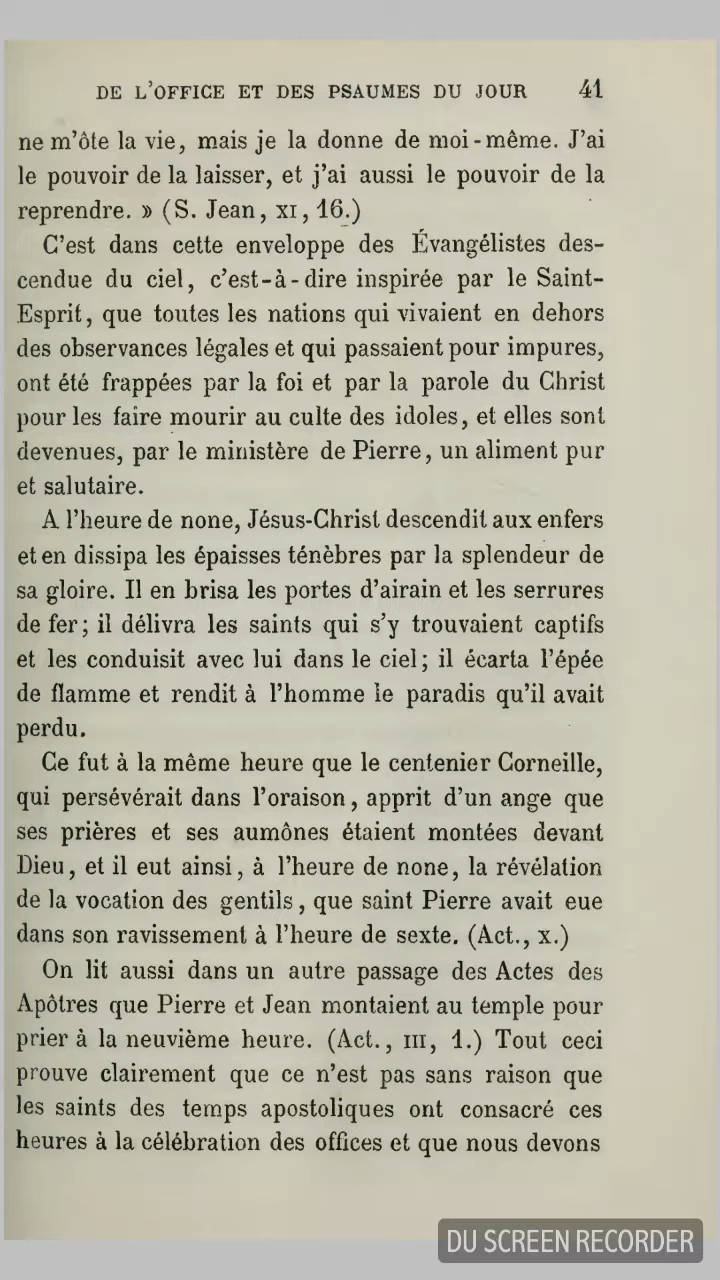 DE L'OFFICE ET DES PSAUMES DU JOUR 41
ne m'ôte la vie, mais je la donne de moi-même. J'ai
le pouvoir de la laisser, et j'ai aussi le pouvoir de la
reprendre. » (S. Jean, XI, 16.)
C'est dans cette enveloppe des Évangélistes des-
cendue du ciel, c'est-à-dire inspirée par le Saint-
Esprit, que toutes les nations qui vivaient en dehors
des observances légales et qui passaient pour impures,
ont été frappées par la foi et par la parole du Christ
pour les faire mourir au culte des idoles, et elles sont
devenues, par le ministère de Pierre, un aliment pur
et salutaire.
A l'heure de none, Jésus-Christ descendit aux enfers
et en dissipa les épaisses ténèbres par la splendeur de
sa gloire. Il en brisa les portes d'airain et les serrures
de fer; il délivra les saints qui s'y trouvaient captifs
et les conduisit avec lui dans le ciel; il écarta l'épée
de flamme et rendit à l'homme le paradis qu'il avait
perdu.
Ce fut à la même heure que le centenier Corneille,
qui persévérait dans l'oraison, apprit d'un ange que
ses prières et ses aumônes étaient montées devant
Dieu, et il eut ainsi, à l'heure de none, la révélation
de la vocation des gentils, que saint Pierre avait eue
dans son ravissement à l'heure de sexte. (Act., X.)
On lit aussi dans un autre passage des Actes des
Apôtres que Pierre et Jean montaient au temple pour
prier à la neuvième heure. (Act., III, 1.) Tout ceci
prouve clairement que ce n'est pas sans raison que
les saints des temps apostoliques ont consacré ces
heures à la célébration des offices et que nous devons
DU SCREEN RECORDER